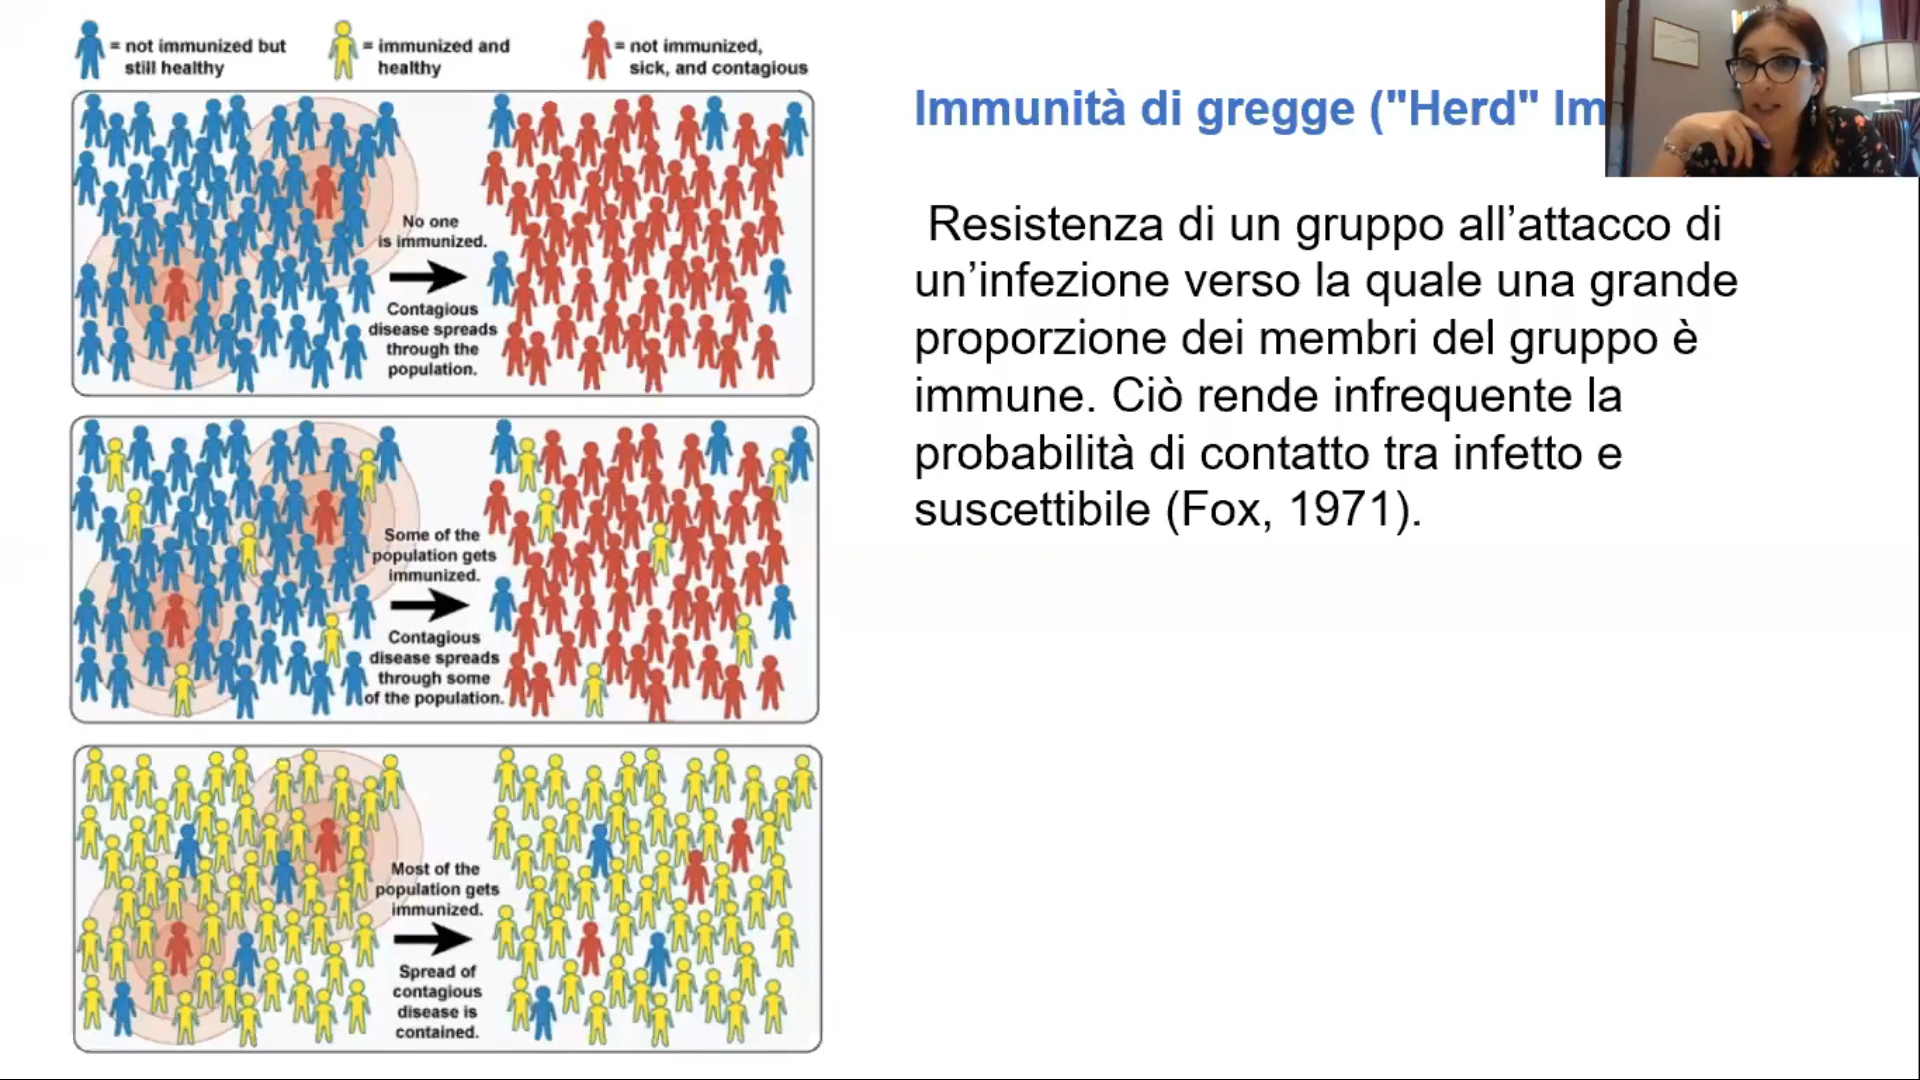 = not immunized but
still healthy
= immunized and
healthy
= not immunized,
sick, and contagious
No one
is immunized.
Contagious
disease spreads
through the
population.
Some of the
population gets
immunized.
Contagious
disease spreads
through some
of the population.
Most of the
population gets
immunized.
Spread of
contagious
disease is
contained.
Immunità di gregge ("Herd" Im
Resistenza di un gruppo all’attacco di
un’infezione verso la quale una grande
proporzione dei membri del gruppo è
immune. Ciò rende infrequente la
probabilità di contatto tra infetto e
suscettibile (Fox, 1971).